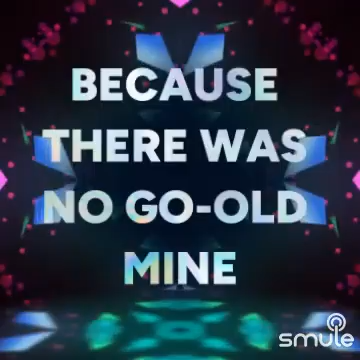 BECAUSE
THERE WAS
NO GO-OLD
MINE
smule